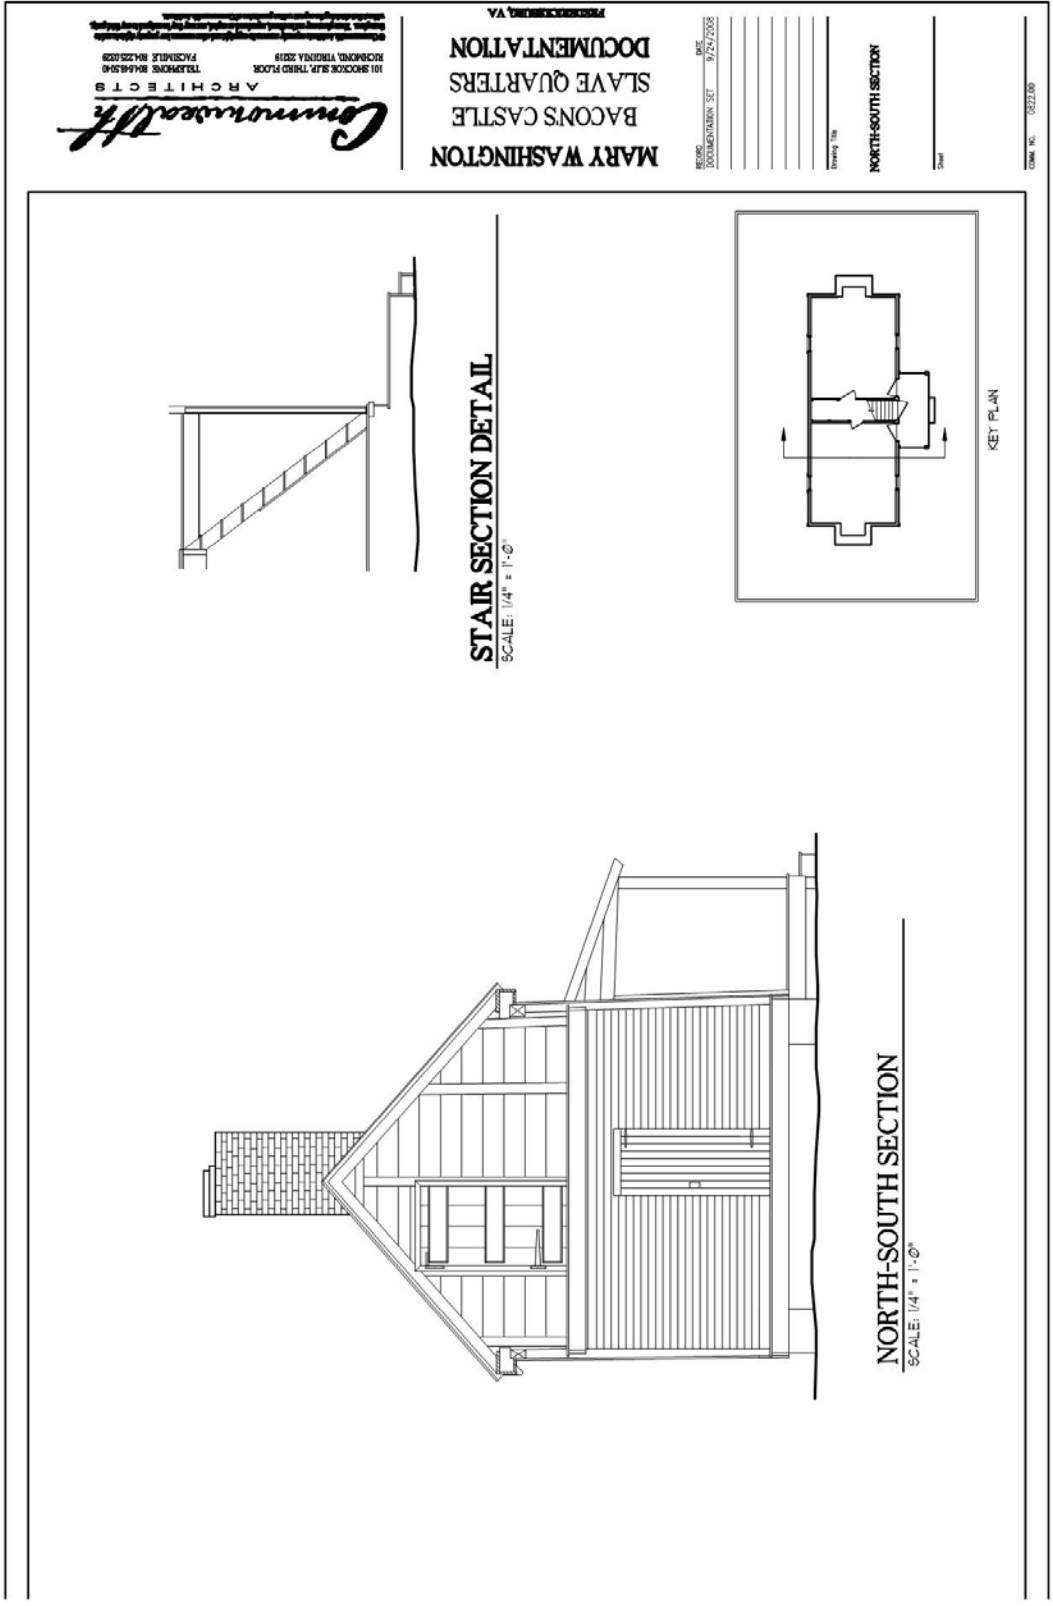 Commonwealth
ARCHITECTS
101 SHOCKOE SLIP, THIRD FLOOR
RICHMOND, VIRGINIA 23219
TELEPHONE 804.648.5040
FACSIMILE 804.225.0329
MARY WASHINGTON
BACON'S CASTLE
SLAVE QUARTERS
DOCUMENTATION
FREDERICKSBURG, VA
RECORD DATE
DOCUMENTATION SET 9/24/2008
Drawing Title
NORTH-SOUTH SECTION
Sheet
COMM. NO. 0822.00
STAIR SECTION DETAIL
SCALE: 1/4" = 1'-0"
KEY PLAN
NORTH-SOUTH SECTION
SCALE: 1/4" = 1'-0"